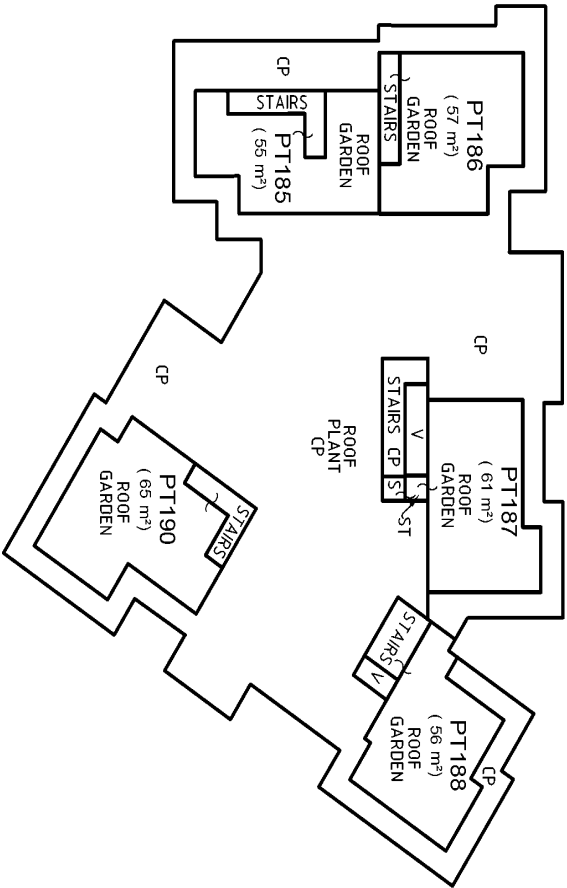 CP
STAIRS
PT186
( 57 m²)
ROOF
GARDEN
STAIRS
ROOF
GARDEN
PT185
( 55 m²)
CP
CP
STAIRS CP
V
S
ST
PT187
( 61 m²)
ROOF
GARDEN
ROOF
PLANT
CP
PT190
( 65 m²)
ROOF
GARDEN
STAIRS
STAIRS
V
PT188
( 56 m²)
ROOF
GARDEN
CP